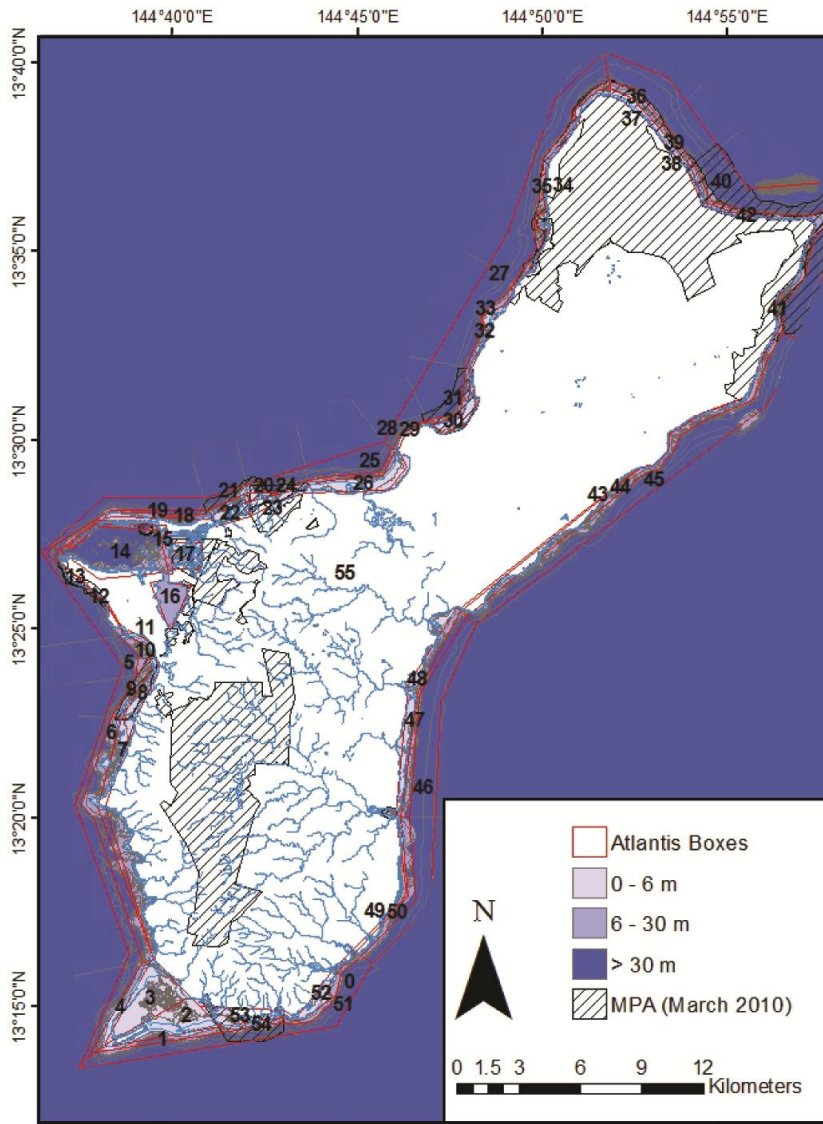 144°40'0"E 144°45'0"E 144°50'0"E 144°55'0"E
13°40'0"N
36
37
39
38
40
35 34
42
13°35'0"N
27
33
32
41
31
30
13°30'0"N
28 29
25
26
45
44
43
21 20 24
22 23
19 18
15
14 17
55
16
13
12
13°25'0"N
11
10
5
9 8
48
6
7
47
46
13°20'0"N
49 50
0
52
51
13°15'0"N
4 3 2
53
54
1
Atlantis Boxes
0 - 6 m
6 - 30 m
> 30 m
MPA (March 2010)
N
0 1.5 3 6 9 12
Kilometers